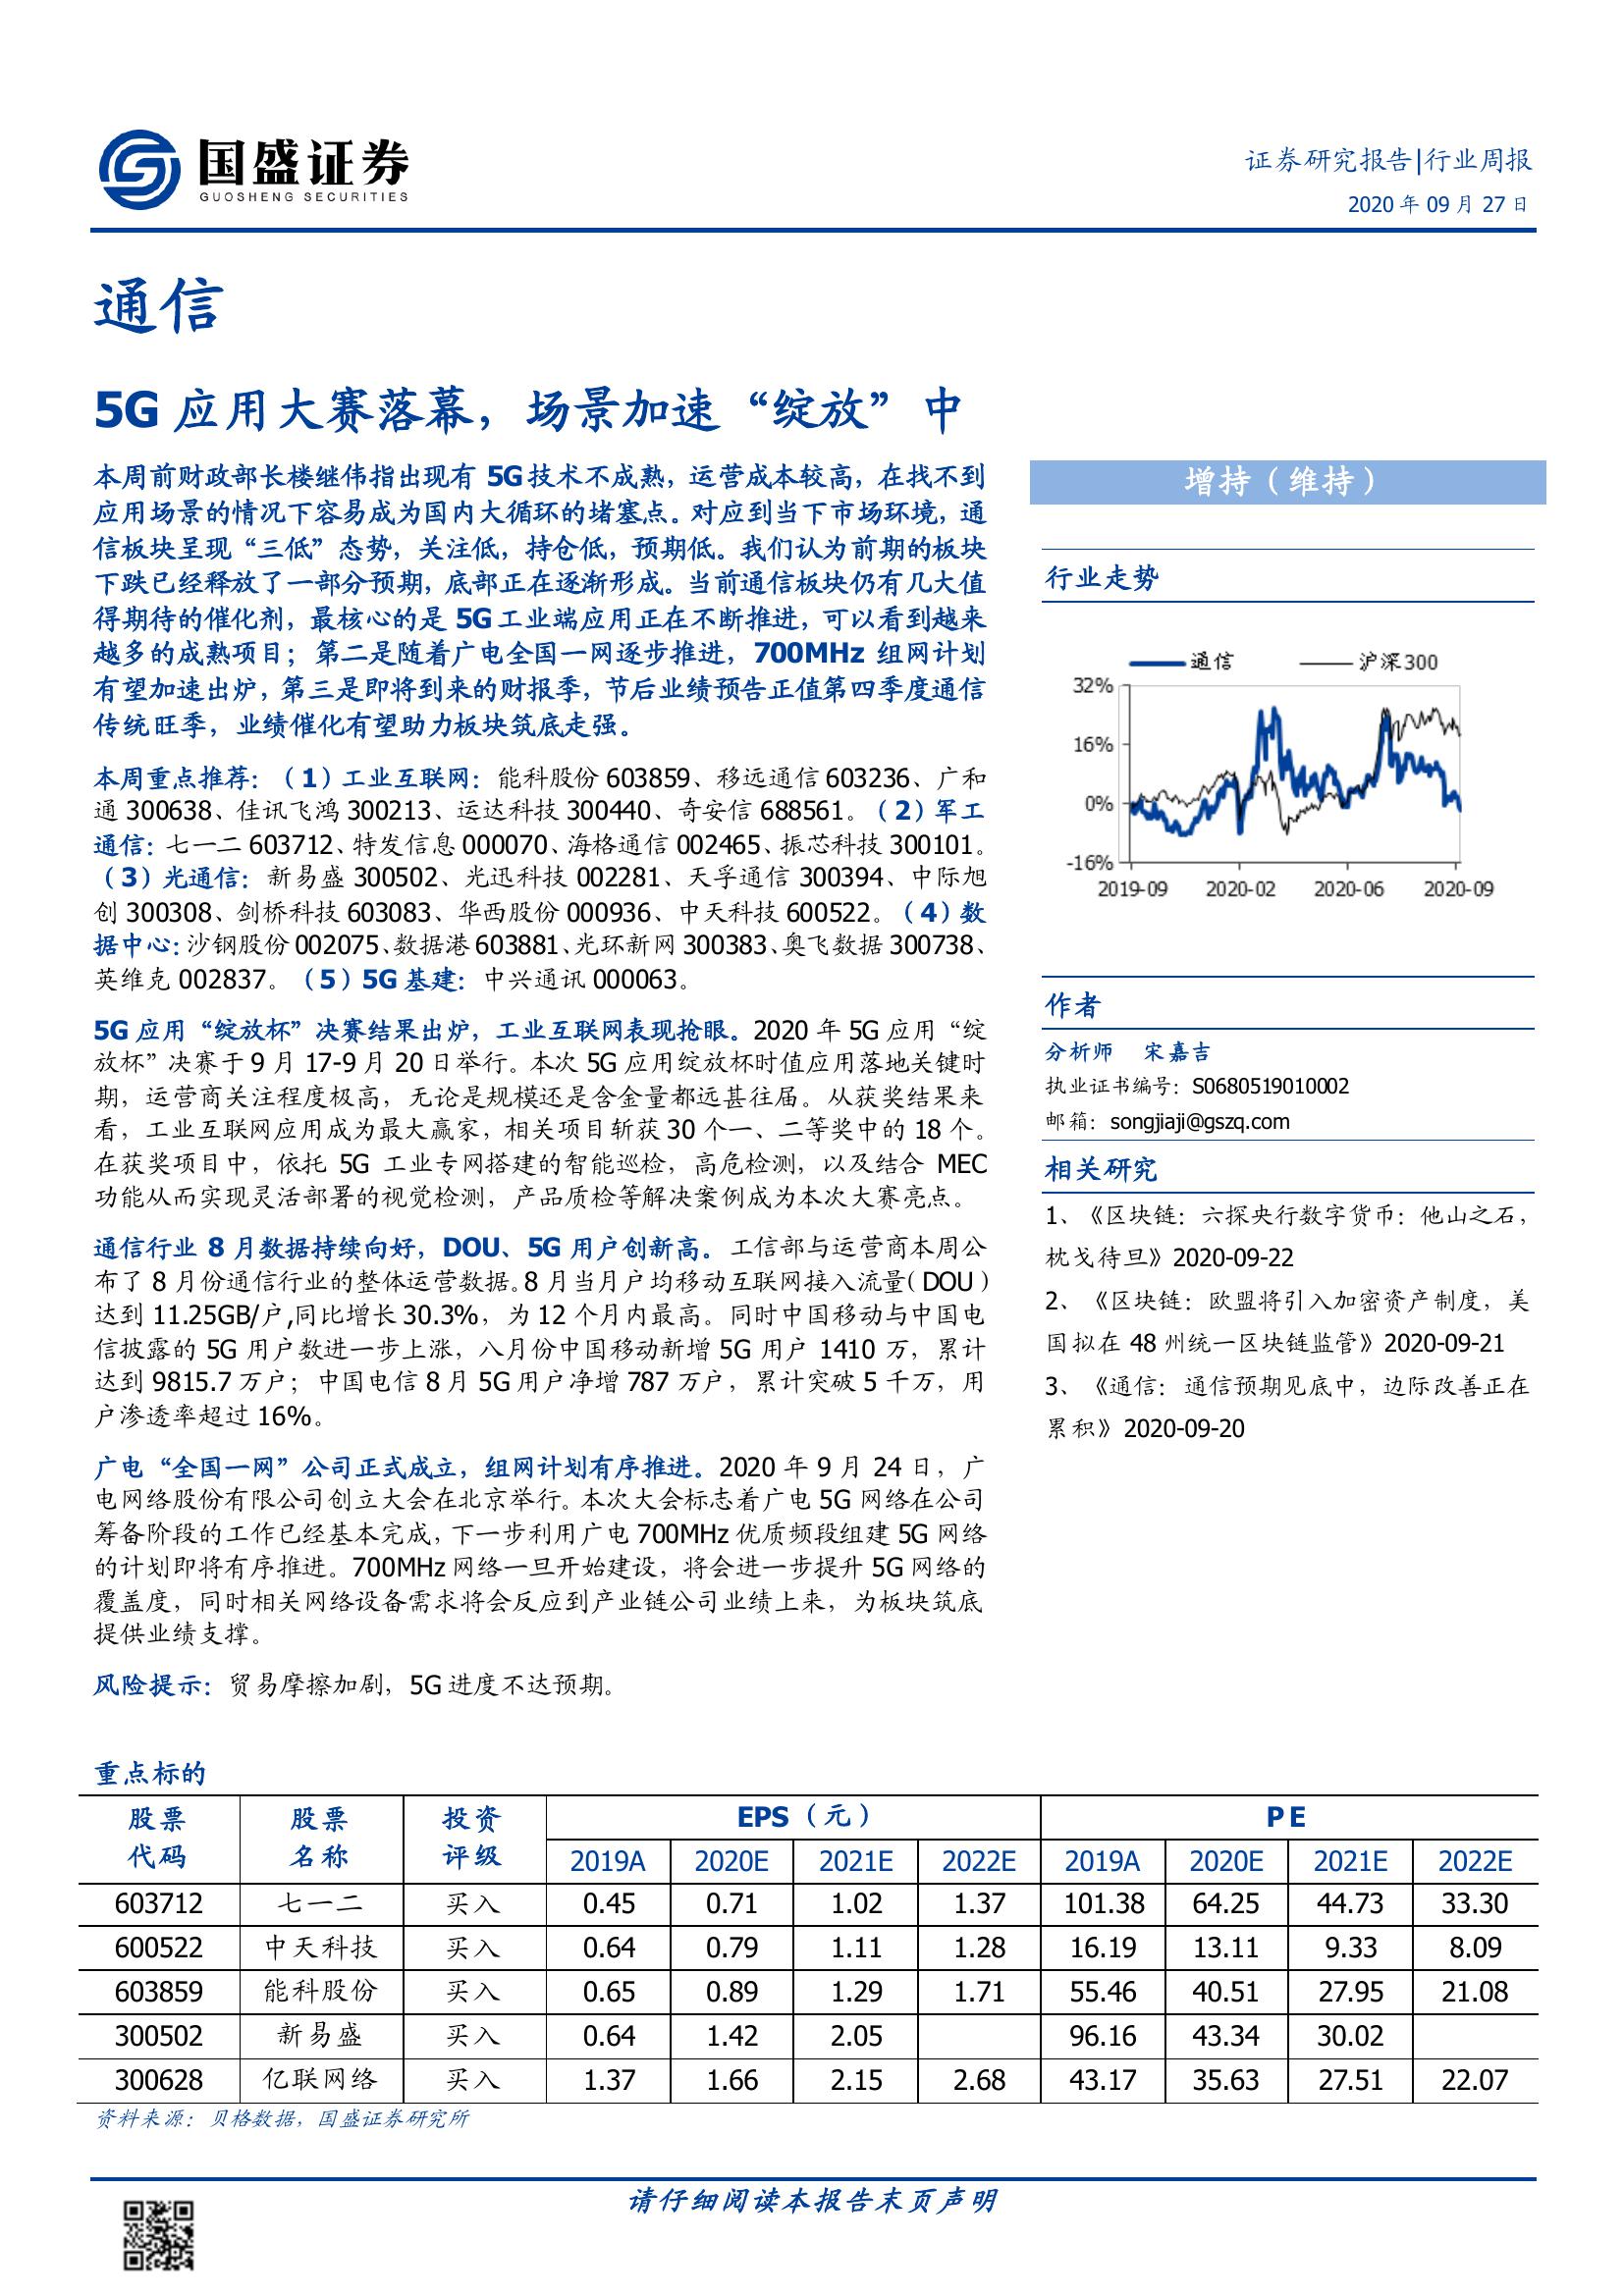 国盛证券
GUOSHENG SECURITIES
证券研究报告|行业周报
2020 年 09 月 27 日
通信
5G 应用大赛落幕，场景加速“绽放”中
本周前财政部长楼继伟指出现有 5G 技术不成熟，运营成本较高，在找不到
应用场景的情况下容易成为国内大循环的堵塞点。对应到当下市场环境，通
信板块呈现“三低”态势，关注低，持仓低，预期低。我们认为前期的板块
下跌已经释放了一部分预期，底部正在逐渐形成。当前通信板块仍有几大值
得期待的催化剂，最核心的是 5G 工业端应用正在不断推进，可以看到越来
越多的成熟项目；第二是随着广电全国一网逐步推进，700MHz 组网计划
有望加速出炉，第三是即将到来的财报季，节后业绩预告正值第四季度通信
传统旺季，业绩催化有望助力板块筑底走强。
本周重点推荐：（1）工业互联网：能科股份 603859、移远通信 603236、广和
通 300638、佳讯飞鸿 300213、运达科技 300440、奇安信 688561。（2）军工
通信：七一二 603712、特发信息 000070、海格通信 002465、振芯科技 300101。
（3）光通信：新易盛 300502、光迅科技 002281、天孚通信 300394、中际旭
创 300308、剑桥科技 603083、华西股份 000936、中天科技 600522。（4）数
据中心：沙钢股份 002075、数据港 603881、光环新网 300383、奥飞数据 300738、
英维克 002837。（5）5G 基建：中兴通讯 000063。
5G 应用“绽放杯”决赛结果出炉，工业互联网表现抢眼。2020 年 5G 应用“绽
放杯”决赛于 9 月 17-9 月 20 日举行。本次 5G 应用绽放杯时值应用落地关键时
期，运营商关注程度极高，无论是规模还是含金量都远甚往届。从获奖结果来
看，工业互联网应用成为最大赢家，相关项目斩获 30 个一、二等奖中的 18 个。
在获奖项目中，依托 5G 工业专网搭建的智能巡检，高危检测，以及结合 MEC
功能从而实现灵活部署的视觉检测，产品质检等解决案例成为本次大赛亮点。
通信行业 8 月数据持续向好，DOU、5G 用户创新高。工信部与运营商本周公
布了 8 月份通信行业的整体运营数据。8 月当月户均移动互联网接入流量（DOU）
达到 11.25GB/户,同比增长 30.3%，为 12 个月内最高。同时中国移动与中国电
信披露的 5G 用户数进一步上涨，八月份中国移动新增 5G 用户 1410 万，累计
达到 9815.7 万户；中国电信 8 月 5G 用户净增 787 万户，累计突破 5 千万，用
户渗透率超过 16%。
广电“全国一网”公司正式成立，组网计划有序推进。2020 年 9 月 24 日，广
电网络股份有限公司创立大会在北京举行。本次大会标志着广电 5G 网络在公司
筹备阶段的工作已经基本完成，下一步利用广电 700MHz 优质频段组建 5G 网络
的计划即将有序推进。700MHz 网络一旦开始建设，将会进一步提升 5G 网络的
覆盖度，同时相关网络设备需求将会反应到产业链公司业绩上来，为板块筑底
提供业绩支撑。
风险提示：贸易摩擦加剧，5G 进度不达预期。
增持（维持）
行业走势
通信 沪深300
32%
16%
0%
-16%
2019-09 2020-02 2020-06 2020-09
作者
分析师 宋嘉吉
执业证书编号：S0680519010002
邮箱：songjiaji@gszq.com
相关研究
1、《区块链：六探央行数字货币：他山之石，
枕戈待旦》2020-09-22
2、《区块链：欧盟将引入加密资产制度，美
国拟在 48 州统一区块链监管》2020-09-21
3、《通信：通信预期见底中，边际改善正在
累积》2020-09-20
重点标的
股票 股票 投资 EPS（元） P E
代码 名称 评级 2019A 2020E 2021E 2022E 2019A 2020E 2021E 2022E
603712 七一二 买入 0.45 0.71 1.02 1.37 101.38 64.25 44.73 33.30
600522 中天科技 买入 0.64 0.79 1.11 1.28 16.19 13.11 9.33 8.09
603859 能科股份 买入 0.65 0.89 1.29 1.71 55.46 40.51 27.95 21.08
300502 新易盛 买入 0.64 1.42 2.05 96.16 43.34 30.02
300628 亿联网络 买入 1.37 1.66 2.15 2.68 43.17 35.63 27.51 22.07
资料来源：贝格数据，国盛证券研究所
请仔细阅读本报告末页声明